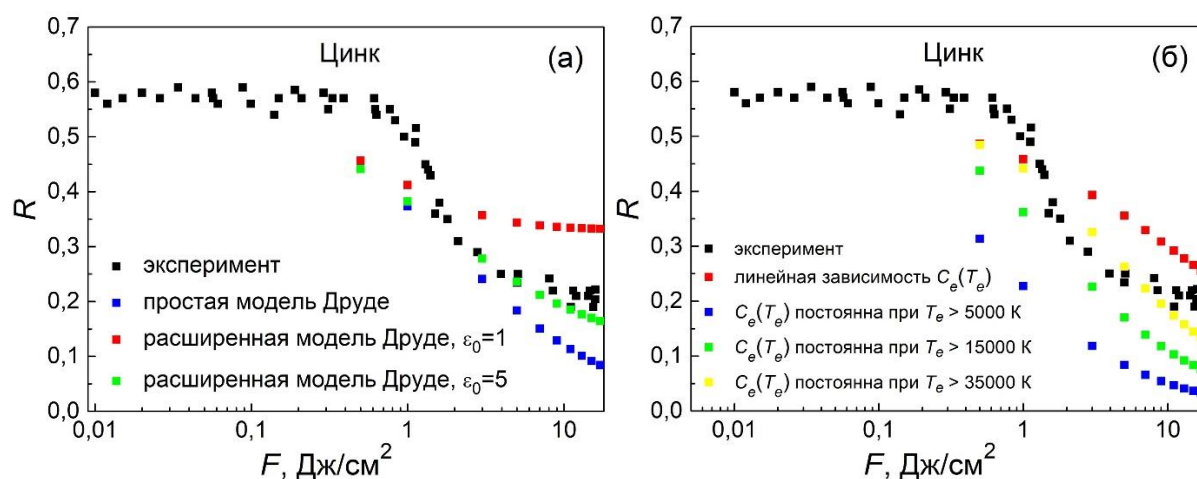 Цинк
(а)
R
0,7
0,6
0,5
0,4
0,3
0,2
0,1
0,0
эксперимент
простая модель Друде
расширенная модель Друде, ε₀=1
расширенная модель Друде, ε₀=5
0,01 0,1 1 10
F, Дж/см²
Цинк
(б)
R
0,7
0,6
0,5
0,4
0,3
0,2
0,1
0,0
эксперимент
линейная зависимость Cₑ(Tₑ)
Cₑ(Tₑ) постоянна при Tₑ > 5000 К
Cₑ(Tₑ) постоянна при Tₑ > 15000 К
Cₑ(Tₑ) постоянна при Tₑ > 35000 К
0,01 0,1 1 10
F, Дж/см²